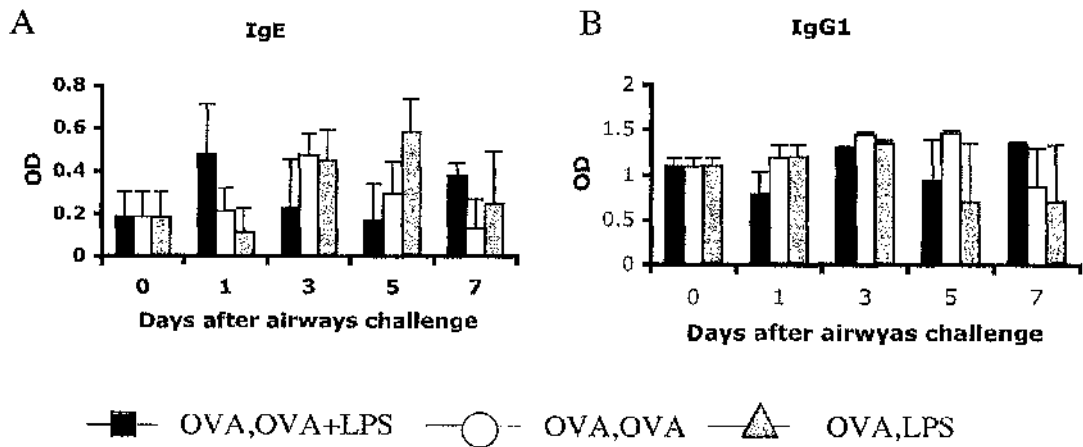 A
IgE
0.8
0.6
0.4
0.2
0
OD
0 1 3 5 7
Days after airways challenge
B
IgG1
2
1.5
1
0.5
0
OD
0 1 3 5 7
Days after airwyas challenge
OVA,OVA+LPS OVA,OVA OVA,LPS